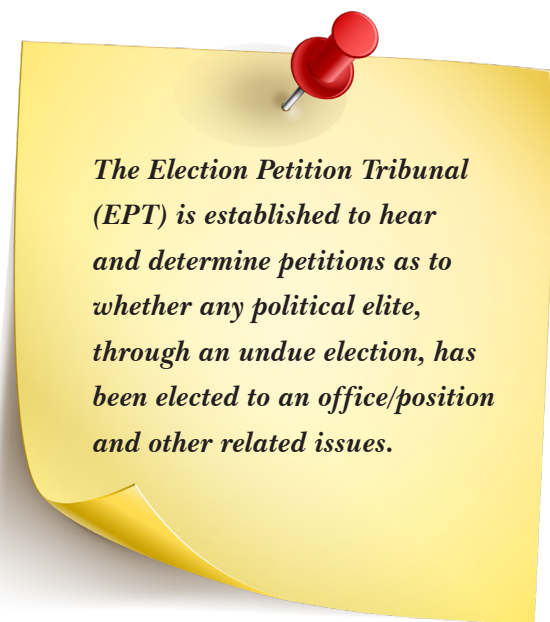 The Election Petition Tribunal
(EPT) is established to hear
and determine petitions as to
whether any political elite,
through an undue election, has
been elected to an office/position
and other related issues.